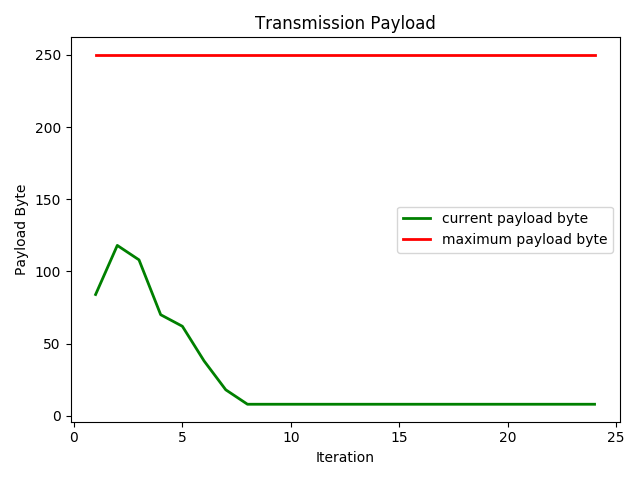 Transmission Payload
250
200
150
100
50
0
Payload Byte
current payload byte
maximum payload byte
0 5 10 15 20 25
Iteration